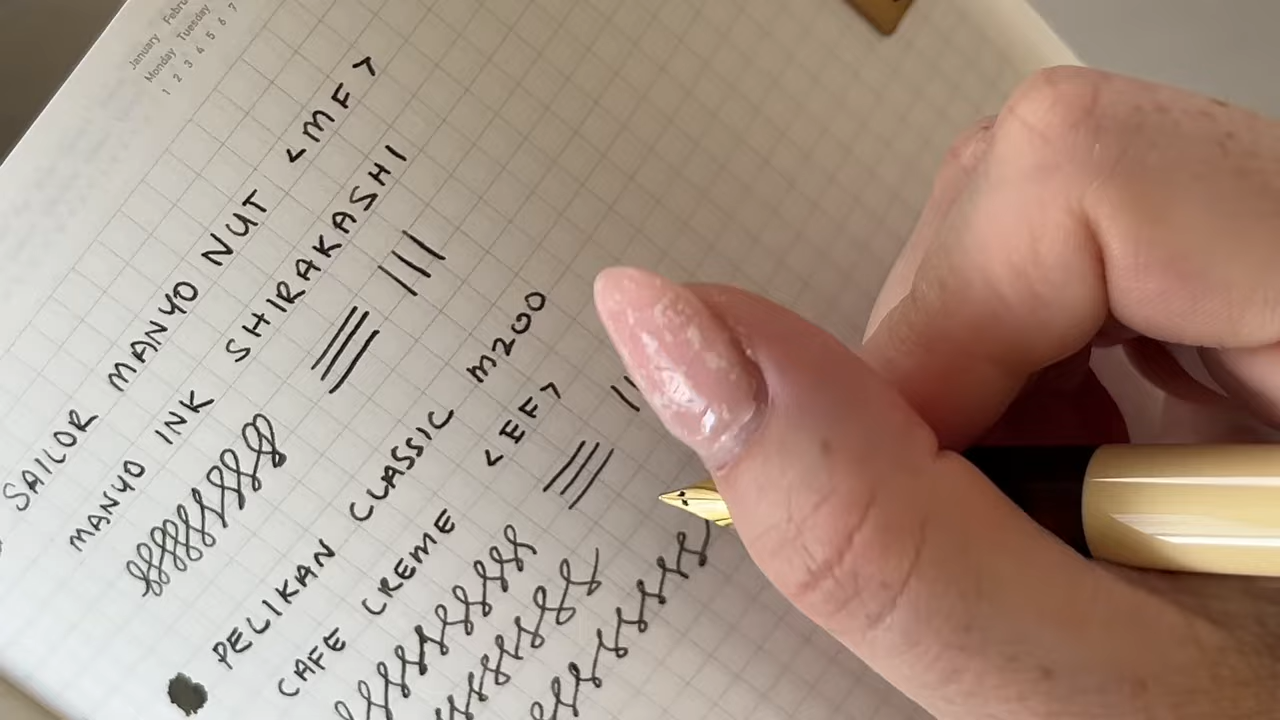 January Febru
Monday Tuesday
1 2 3 4 5 6 7
SAILOR MANYO NUT <MF>
MANYO INK SHIRAKASHI
PELIKAN CLASSIC M200
CAFE CREME <EF>